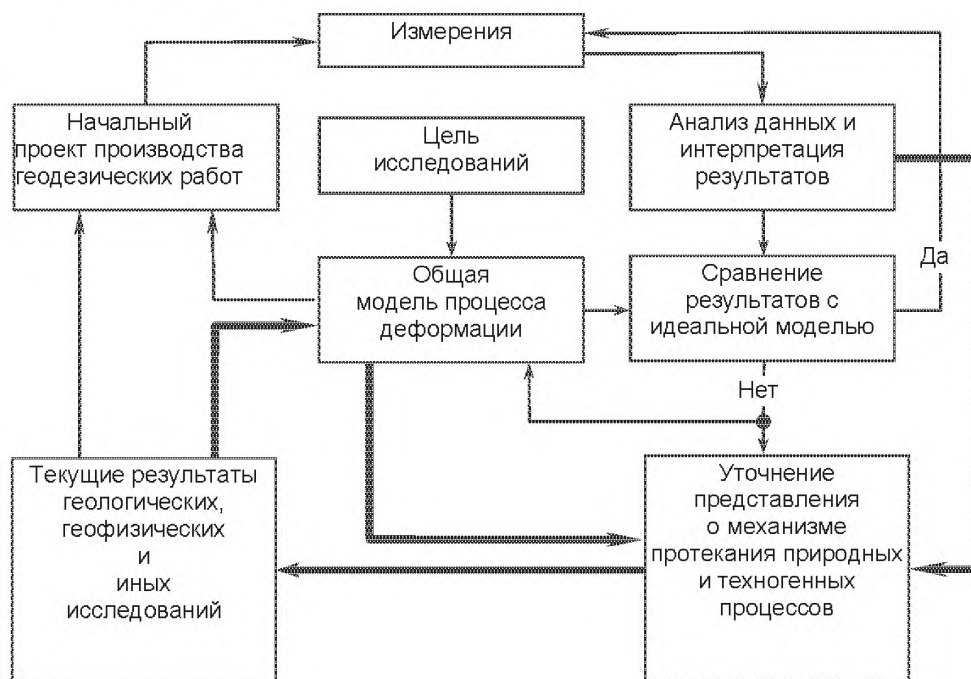 Измерения
Начальный
проект производства
геодезических работ
Цель
исследований
Анализ данных и
интерпретация
результатов
Да
Общая
модель процесса
деформации
Сравнение
результатов с
идеальной моделью
Нет
Текущие результаты
геологических,
геофизических
и
иных
исследований
Уточнение
представления
о механизме
протекания природных
и техногенных
процессов